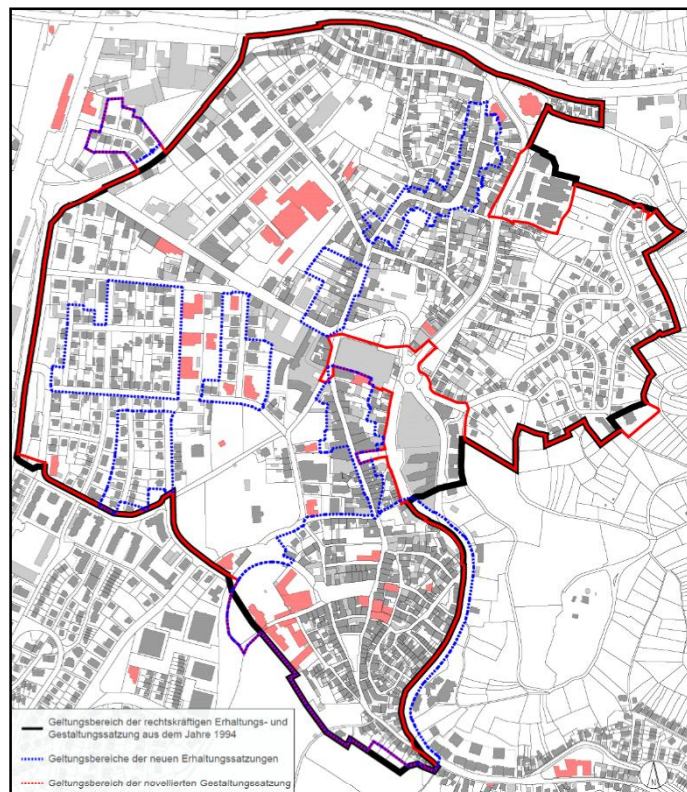 Geltungsbereich der rechtskräftigen Erhaltungs- und
Gestaltungssatzung aus dem Jahre 1994
Geltungsbereiche der neuen Erhaltungssatzungen
Geltungsbereich der novellierten Gestaltungssatzung
N